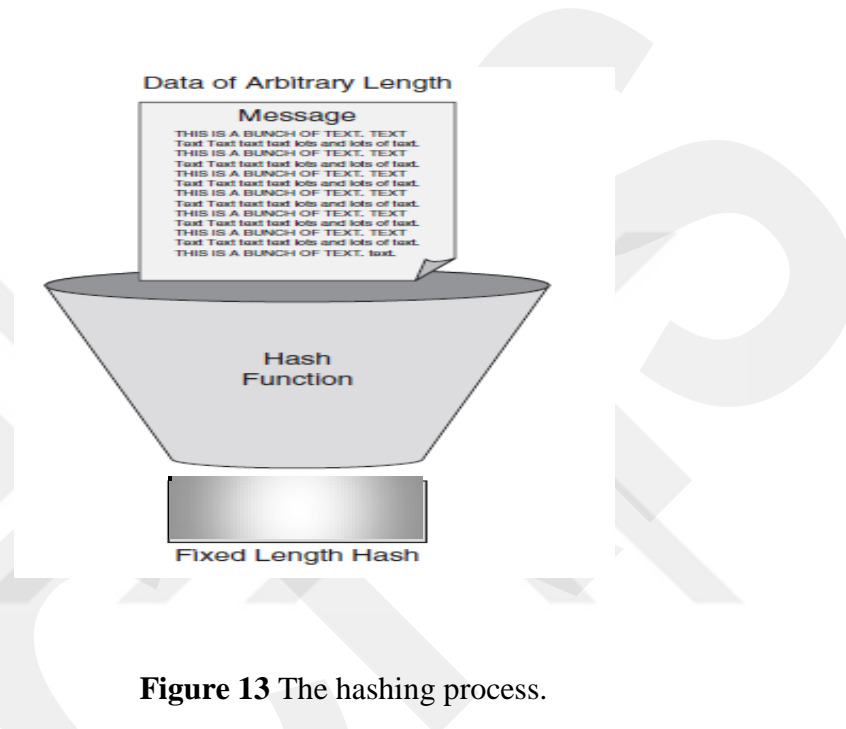 Data of Arbitrary Length
Message
THIS IS A BUNCH OF TEXT. TEXT
Text Text text text lots and lots of text.
THIS IS A BUNCH OF TEXT. TEXT
Text Text text text lots and lots of text.
THIS IS A BUNCH OF TEXT. TEXT
Text Text text text lots and lots of text.
THIS IS A BUNCH OF TEXT. TEXT
Text Text text text lots and lots of text.
THIS IS A BUNCH OF TEXT. TEXT
Text Text text text lots and lots of text.
THIS IS A BUNCH OF TEXT. TEXT
Text Text text text lots and lots of text.
THIS IS A BUNCH OF TEXT. text.
Hash
Function
Fixed Length Hash
Figure 13 The hashing process.